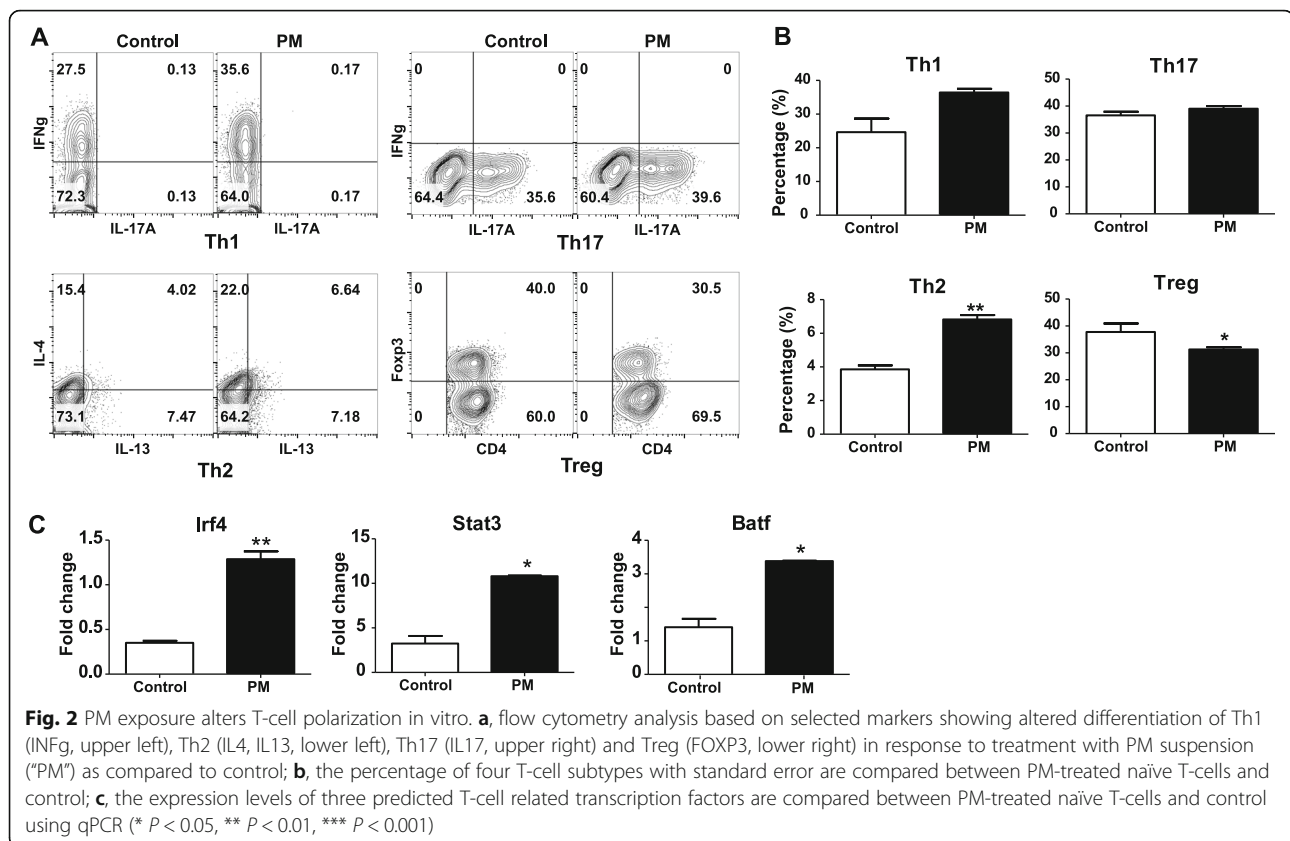 A
Control PM Control PM
27.5 0.13 35.6 0.17 0 0 0 0
IFNg IFNg
72.3 0.13 64.0 0.17 64.4 35.6 60.4 39.6
IL-17A IL-17A IL-17A IL-17A
Th1 Th17
15.4 4.02 22.0 6.64 0 40.0 0 30.5
IL-4 Foxp3
73.1 7.47 64.2 7.18 0 60.0 0 69.5
IL-13 IL-13 CD4 CD4
Th2 Treg
B
Th1 Th17
Percentage (%)
40 50
30 40
20 30
10 20
0 10
0
Control PM Control PM
Th2 Treg
Percentage (%)
8 50
6 ** 40
4 30 *
2 20
0 10
0
Control PM Control PM
C
Irf4 Stat3 Batf
Fold change Fold change Fold change
1.5 ** 15 4 *
1.0 10 * 3
0.5 5 1
0.0 0 0
Control PM Control PM Control PM
Fig. 2 PM exposure alters T-cell polarization in vitro. a, flow cytometry analysis based on selected markers showing altered differentiation of Th1
(INFg, upper left), Th2 (IL4, IL13, lower left), Th17 (IL17, upper right) and Treg (FOXP3, lower right) in response to treatment with PM suspension
(“PM”) as compared to control; b, the percentage of four T-cell subtypes with standard error are compared between PM-treated naïve T-cells and
control; c, the expression levels of three predicted T-cell related transcription factors are compared between PM-treated naïve T-cells and control
using qPCR (* P < 0.05, ** P < 0.01, *** P < 0.001)